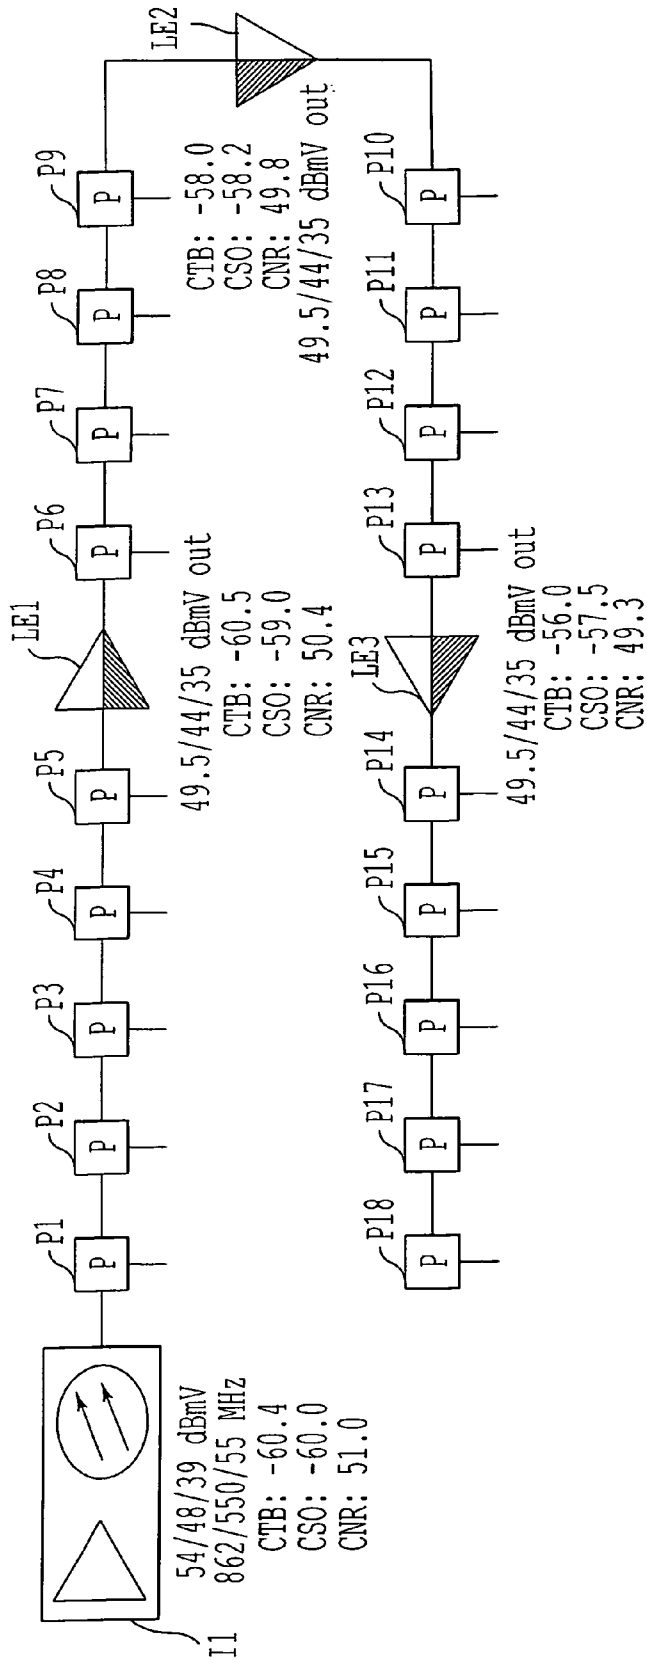 I1
54/48/39 dBmV
862/550/55 MHz
CTB: -60.4
CSO: -60.0
CNR: 51.0
P1
P
P2
P
P3
P
P4
P
P5
P
LE1
49.5/44/35 dBmV out
CTB: -60.5
CSO: -59.0
CNR: 50.4
P6
P
P7
P
P8
P
P9
P
LE2
CTB: -58.0
CSO: -58.2
CNR: 49.8
49.5/44/35 dBmV out
P10
P
P11
P
P12
P
P13
P
LE3
49.5/44/35 dBmV out
CTB: -56.0
CSO: -57.5
CNR: 49.3
P14
P
P15
P
P16
P
P17
P
P18
P